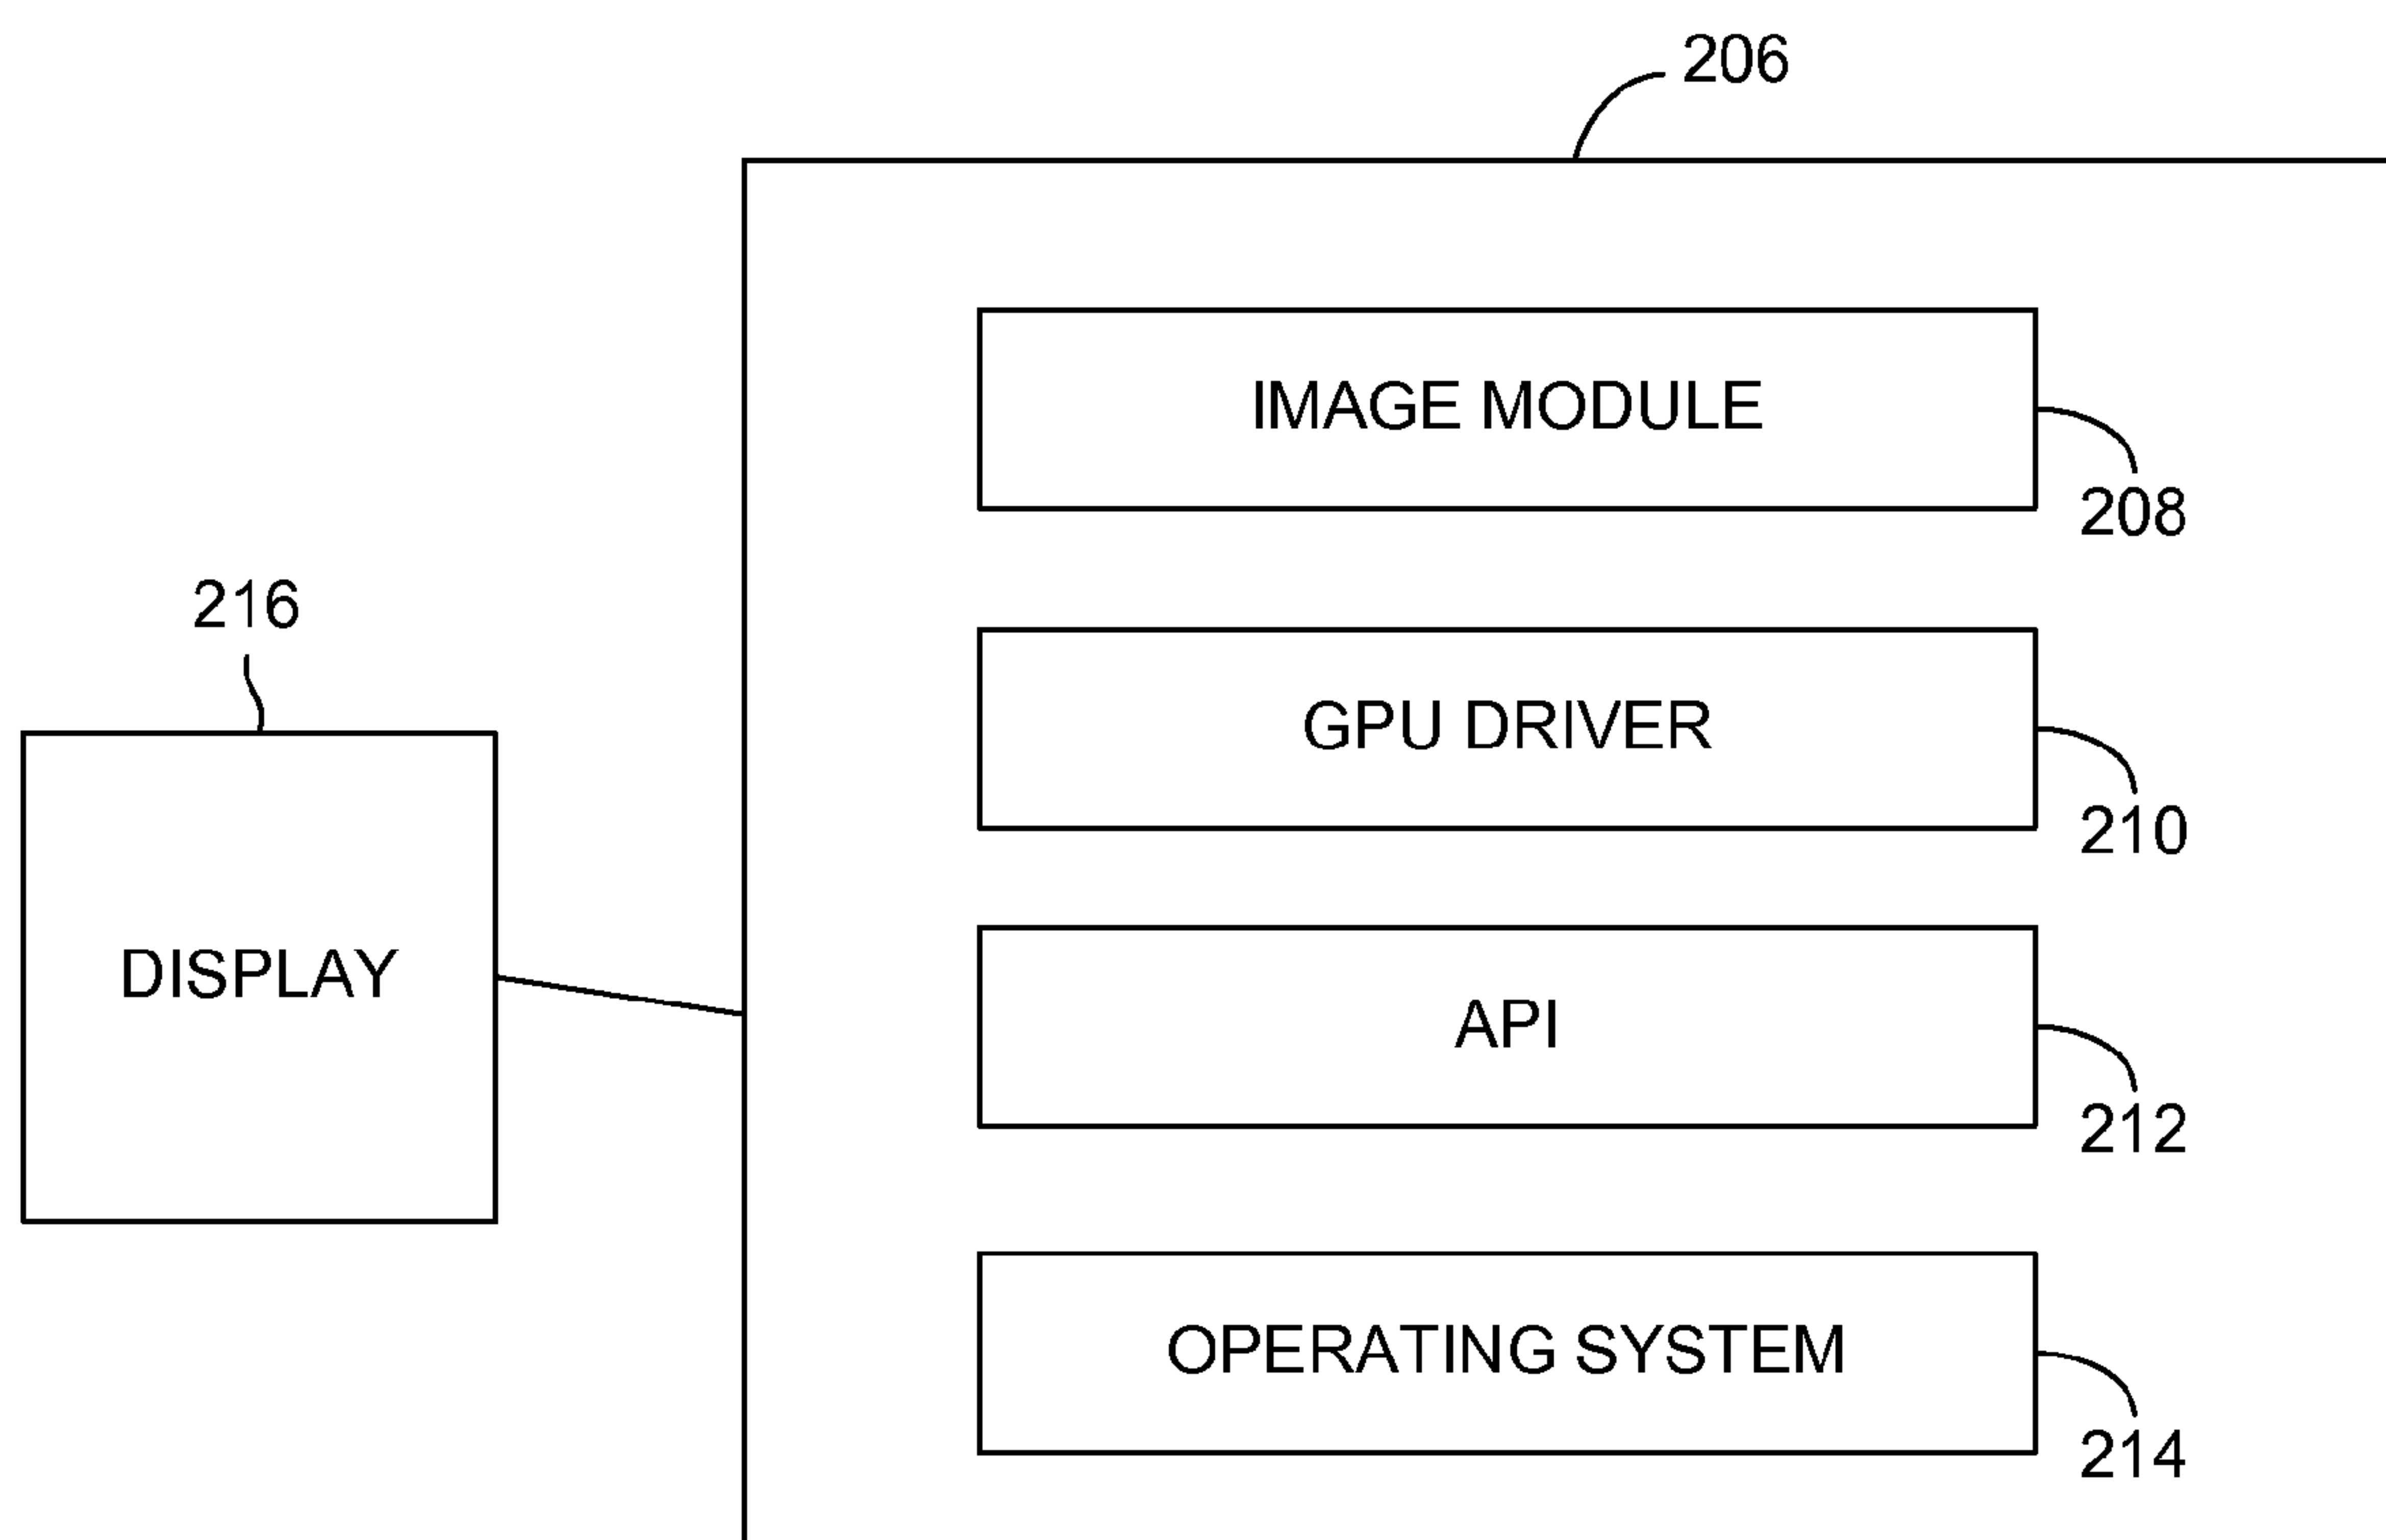 206
IMAGE MODULE
208
216
GPU DRIVER
210
DISPLAY
API
212
OPERATING SYSTEM
214